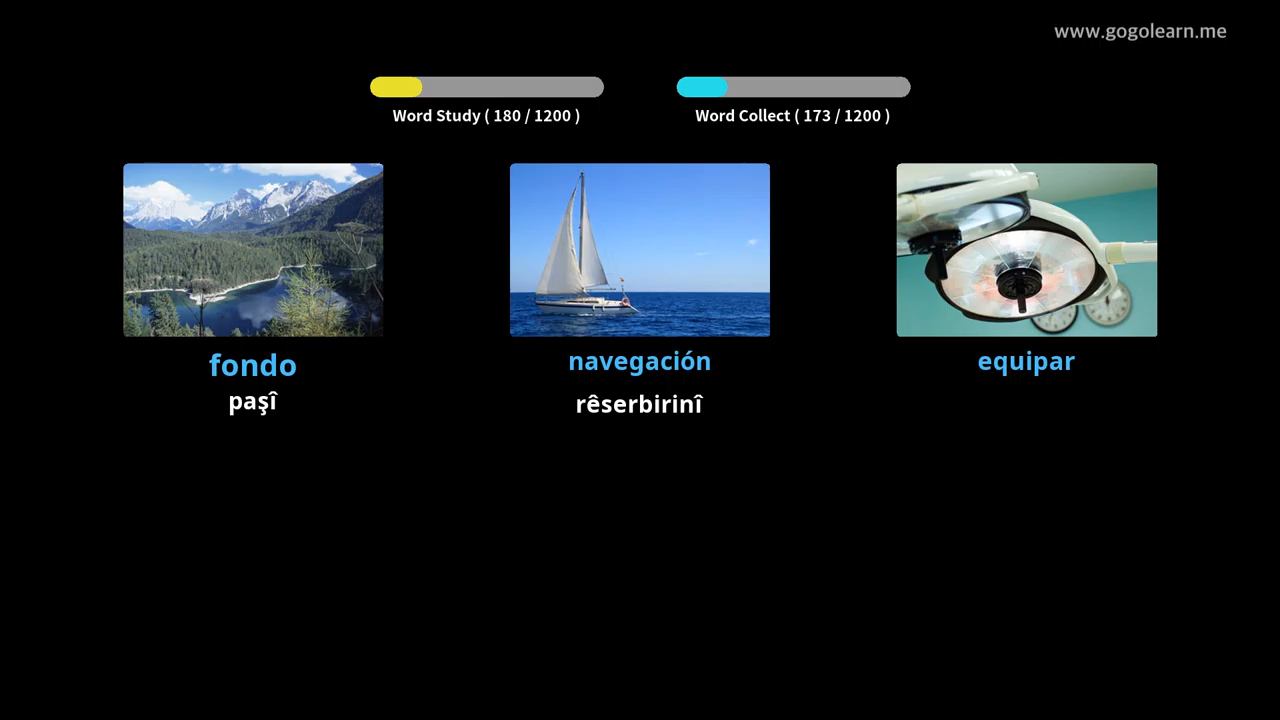 www.gogolearn.me
Word Study ( 180 / 1200 )
Word Collect ( 173 / 1200 )
fondo
paşî
navegación
rêserbirinî
equipar